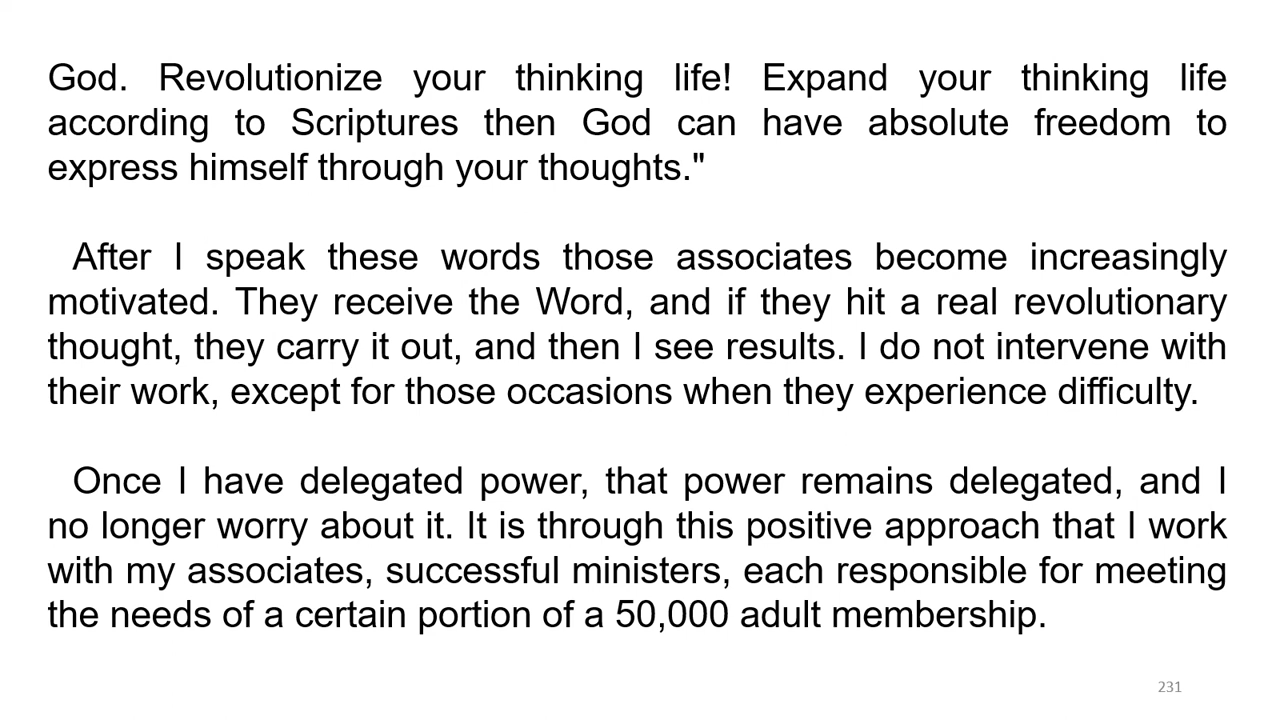 God. Revolutionize your thinking life! Expand your thinking life
according to Scriptures then God can have absolute freedom to
express himself through your thoughts."
After I speak these words those associates become increasingly
motivated. They receive the Word, and if they hit a real revolutionary
thought, they carry it out, and then I see results. I do not intervene with
their work, except for those occasions when they experience difficulty.
Once I have delegated power, that power remains delegated, and I
no longer worry about it. It is through this positive approach that I work
with my associates, successful ministers, each responsible for meeting
the needs of a certain portion of a 50,000 adult membership.
231